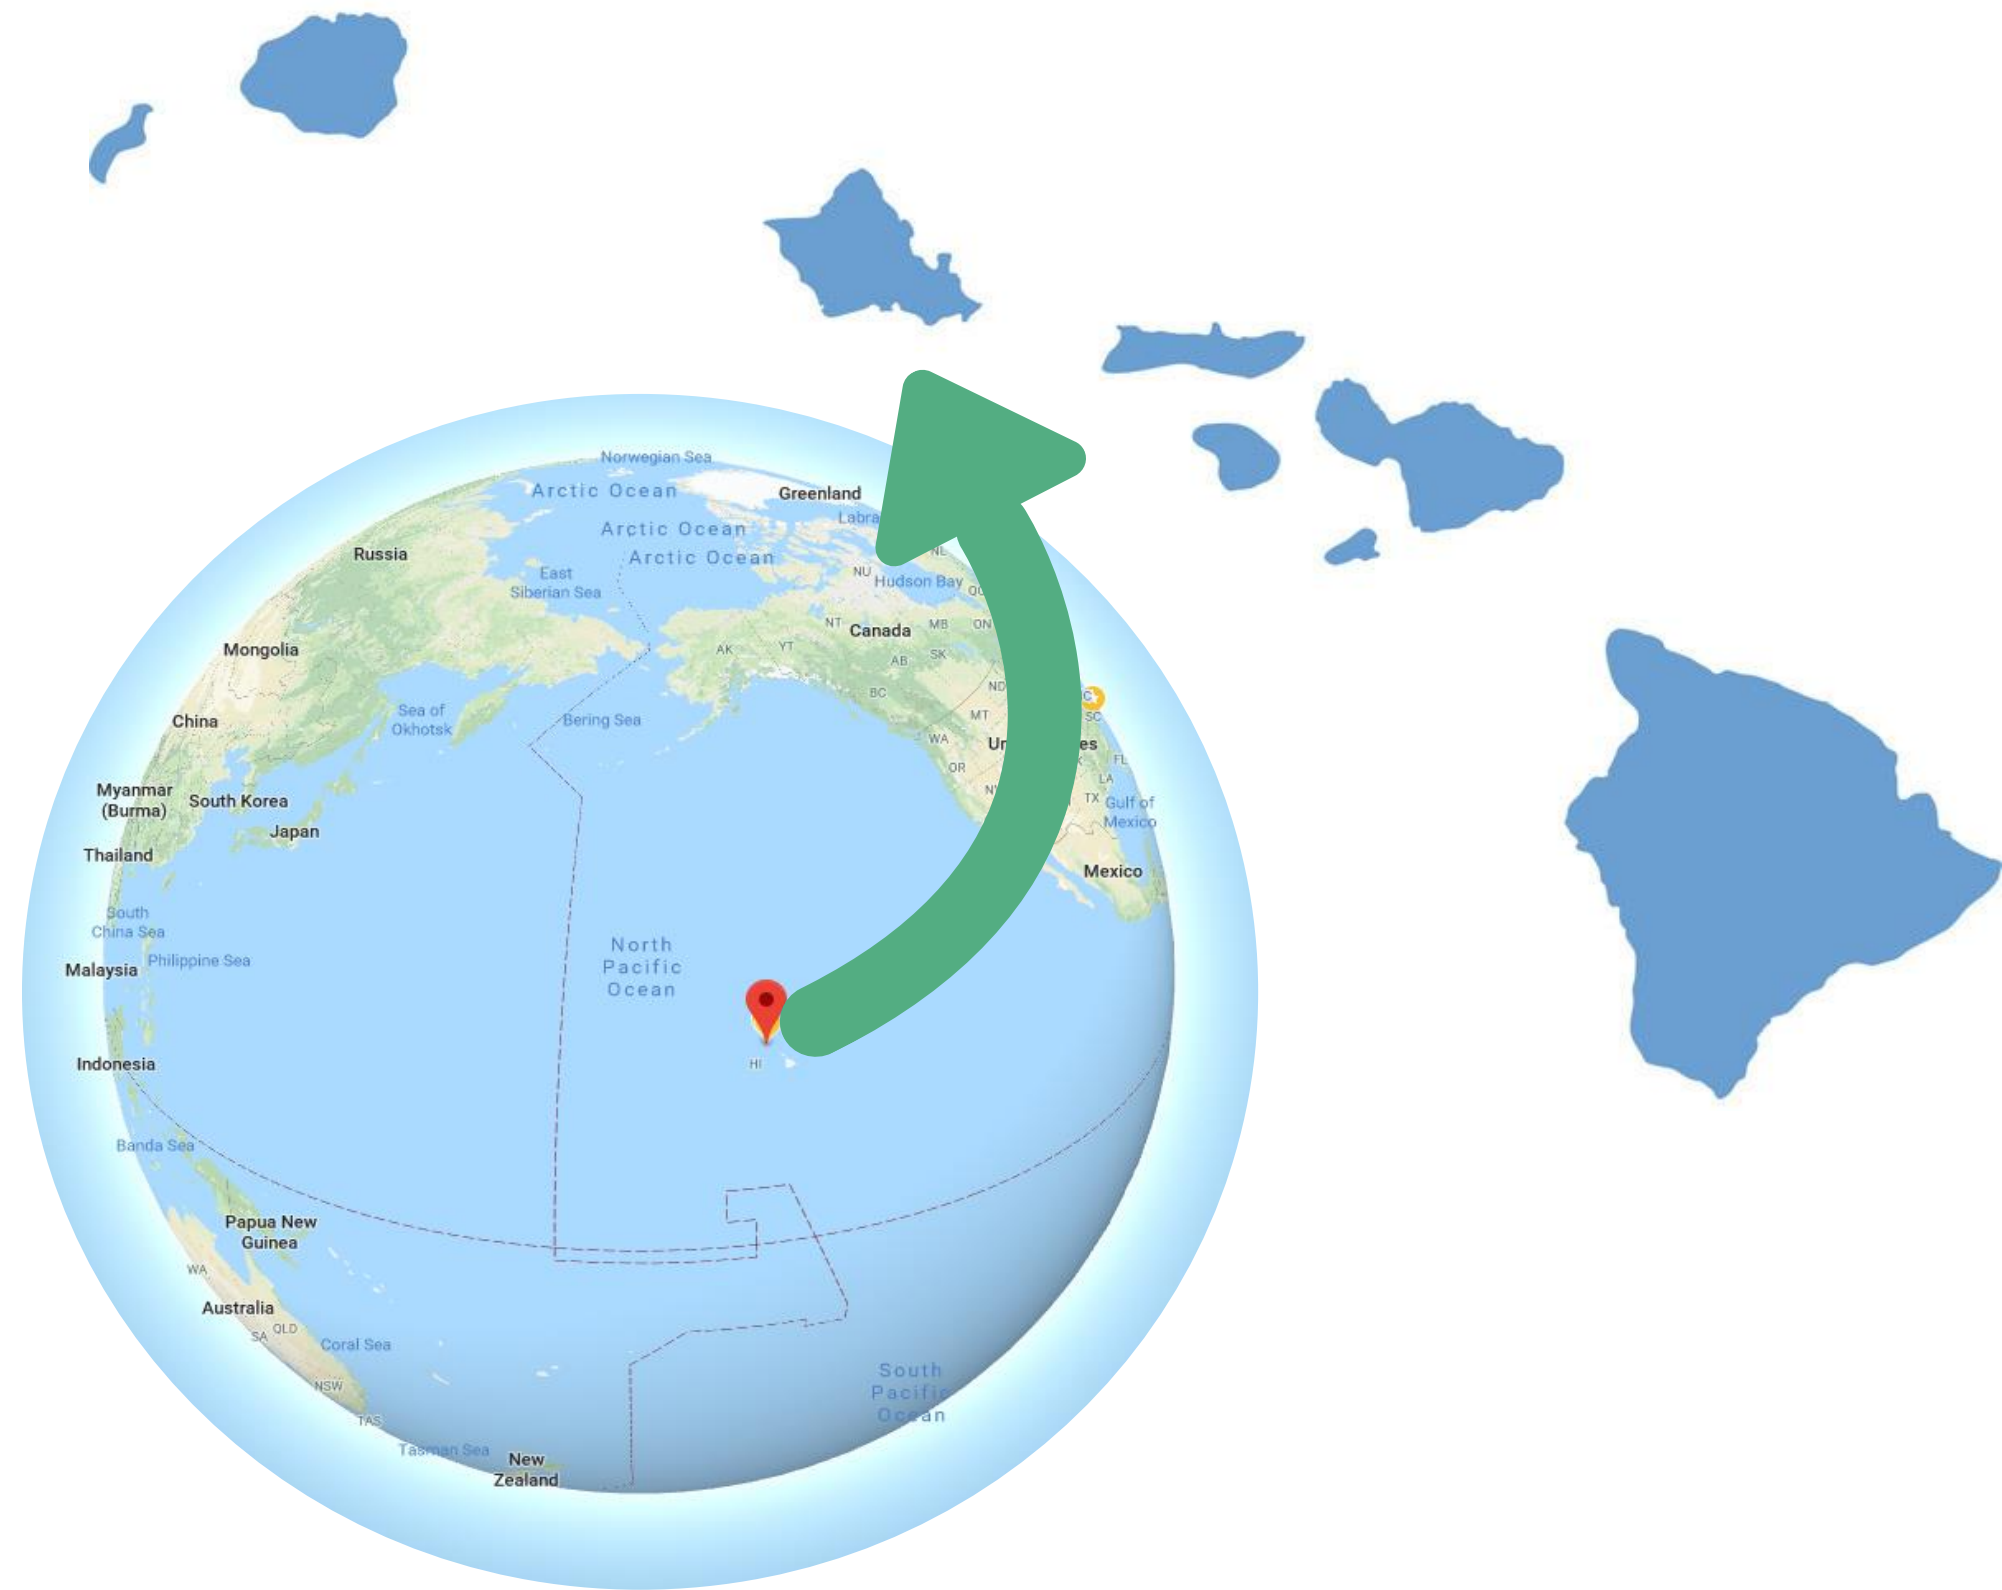 Norwegian Sea
Arctic Ocean
Greenland
Labra
Arctic Ocean
NL
Russia
Arctic Ocean
East
Siberian Sea
NU
Hudson Bay
NT
Canada
MB
ON
Mongolia
AK
YT
AB
SK
BC
ND
China
Sea of
Okhotsk
Bering Sea
MT
SC
WA
OR
FL
LA
TX
Gulf of
Mexico
Myanmar
(Burma)
South Korea
Japan
Thailand
Mexico
South
China Sea
Philippine Sea
Malaysia
North
Pacific
Ocean
HI
Indonesia
Banda Sea
Papua New
Guinea
WA
Australia
SA
QLD
Coral Sea
NSW
TAS
Tasman Sea
New
Zealand
South
Pacific
Ocean